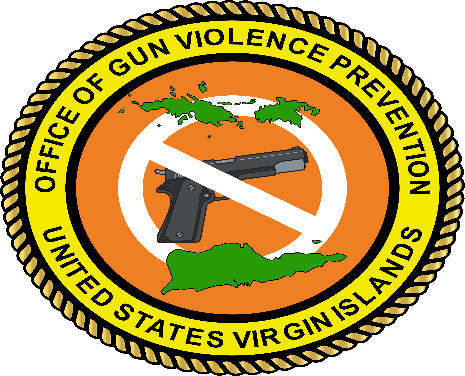 OFFICE OF GUN VIOLENCE PREVENTION
UNITED STATES VIRGIN ISLANDS